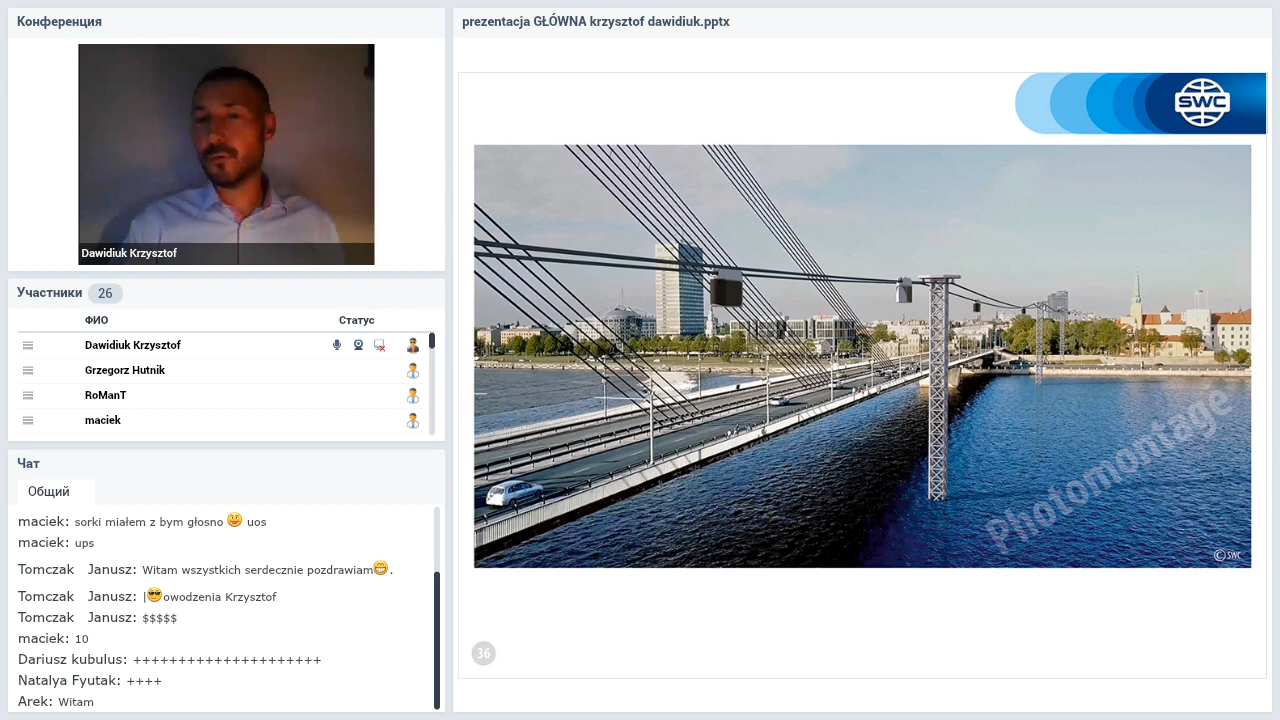 Конференция
Dawidiuk Krzysztof
Участники 26
ФИО Статус
Dawidiuk Krzysztof
Grzegorz Hutnik
RoManT
maciek
Чат
Общий
maciek: sorki miałem z bym głosno uos
maciek: ups
Tomczak Janusz: Witam wszystkich serdecznie pozdrawiam.
Tomczak Janusz: |owodzenia Krzysztof
Tomczak Janusz: $$$$$
maciek: 10
Dariusz kubulus: +++++++++++++++++++++
Natalya Fyutak: ++++
Arek: Witam
prezentacja GŁÓWNA krzysztof dawidiuk.pptx
SWC
Photomontage
© SWC
36